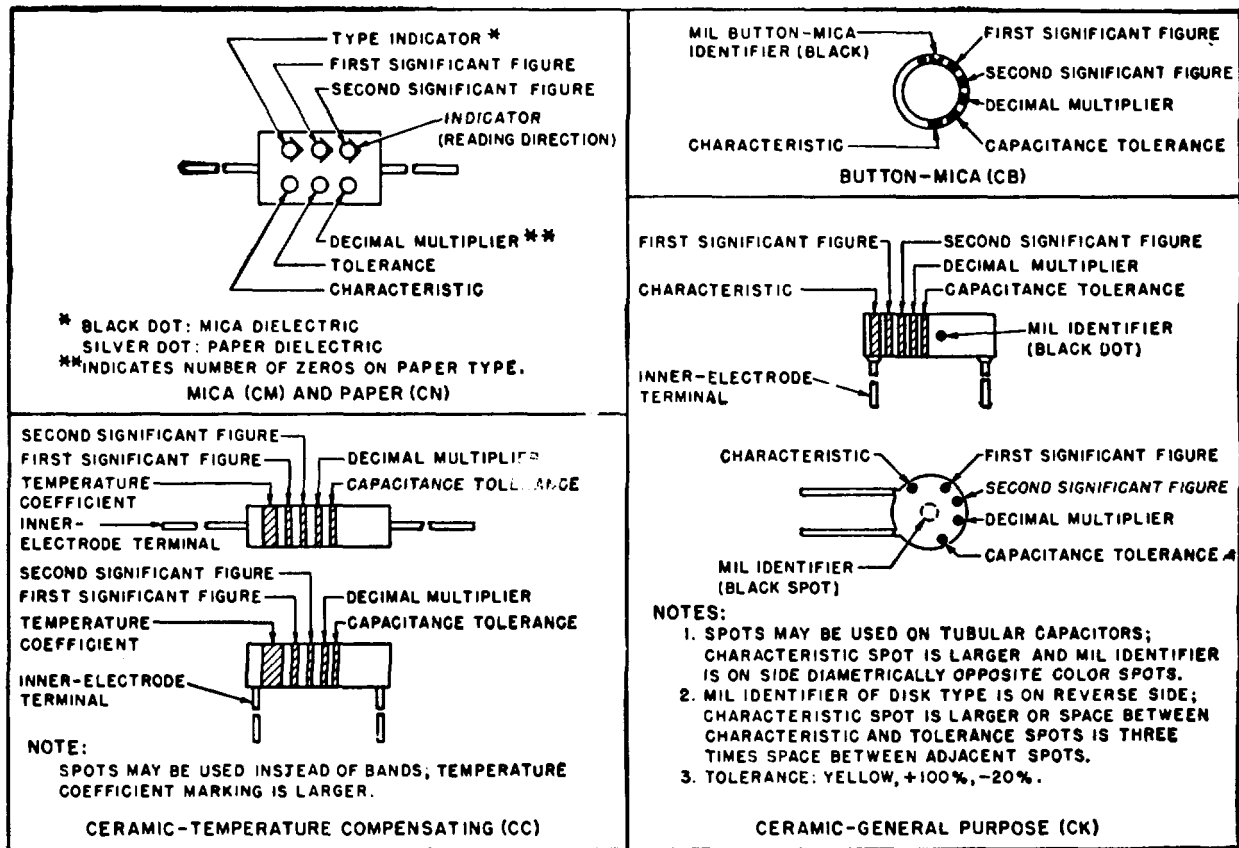 TYPE INDICATOR *
FIRST SIGNIFICANT FIGURE
SECOND SIGNIFICANT FIGURE
INDICATOR
(READING DIRECTION)
DECIMAL MULTIPLIER **
TOLERANCE
CHARACTERISTIC
* BLACK DOT: MICA DIELECTRIC
SILVER DOT: PAPER DIELECTRIC
** INDICATES NUMBER OF ZEROS ON PAPER TYPE.
MICA (CM) AND PAPER (CN)
MIL BUTTON-MICA
IDENTIFIER (BLACK)
FIRST SIGNIFICANT FIGURE
SECOND SIGNIFICANT FIGURE
DECIMAL MULTIPLIER
CHARACTERISTIC
CAPACITANCE TOLERANCE
BUTTON-MICA (CB)
SECOND SIGNIFICANT FIGURE
FIRST SIGNIFICANT FIGURE
DECIMAL MULTIPLIER
TEMPERATURE
COEFFICIENT
CAPACITANCE TOLERANCE
INNER-
ELECTRODE TERMINAL
SECOND SIGNIFICANT FIGURE
FIRST SIGNIFICANT FIGURE
DECIMAL MULTIPLIER
TEMPERATURE
COEFFICIENT
CAPACITANCE TOLERANCE
INNER-ELECTRODE
TERMINAL
NOTE:
SPOTS MAY BE USED INSTEAD OF BANDS; TEMPERATURE
COEFFICIENT MARKING IS LARGER.
CERAMIC-TEMPERATURE COMPENSATING (CC)
FIRST SIGNIFICANT FIGURE
SECOND SIGNIFICANT FIGURE
DECIMAL MULTIPLIER
CHARACTERISTIC
CAPACITANCE TOLERANCE
MIL IDENTIFIER
(BLACK DOT)
INNER-ELECTRODE
TERMINAL
CHARACTERISTIC
FIRST SIGNIFICANT FIGURE
SECOND SIGNIFICANT FIGURE
DECIMAL MULTIPLIER
CAPACITANCE TOLERANCE
MIL IDENTIFIER
(BLACK SPOT)
NOTES:
1. SPOTS MAY BE USED ON TUBULAR CAPACITORS;
CHARACTERISTIC SPOT IS LARGER AND MIL IDENTIFIER
IS ON SIDE DIAMETRICALLY OPPOSITE COLOR SPOTS.
2. MIL IDENTIFIER OF DISK TYPE IS ON REVERSE SIDE;
CHARACTERISTIC SPOT IS LARGER OR SPACE BETWEEN
CHARACTERISTIC AND TOLERANCE SPOTS IS THREE
TIMES SPACE BETWEEN ADJACENT SPOTS.
3. TOLERANCE: YELLOW, +100%, -20%.
CERAMIC-GENERAL PURPOSE (CK)